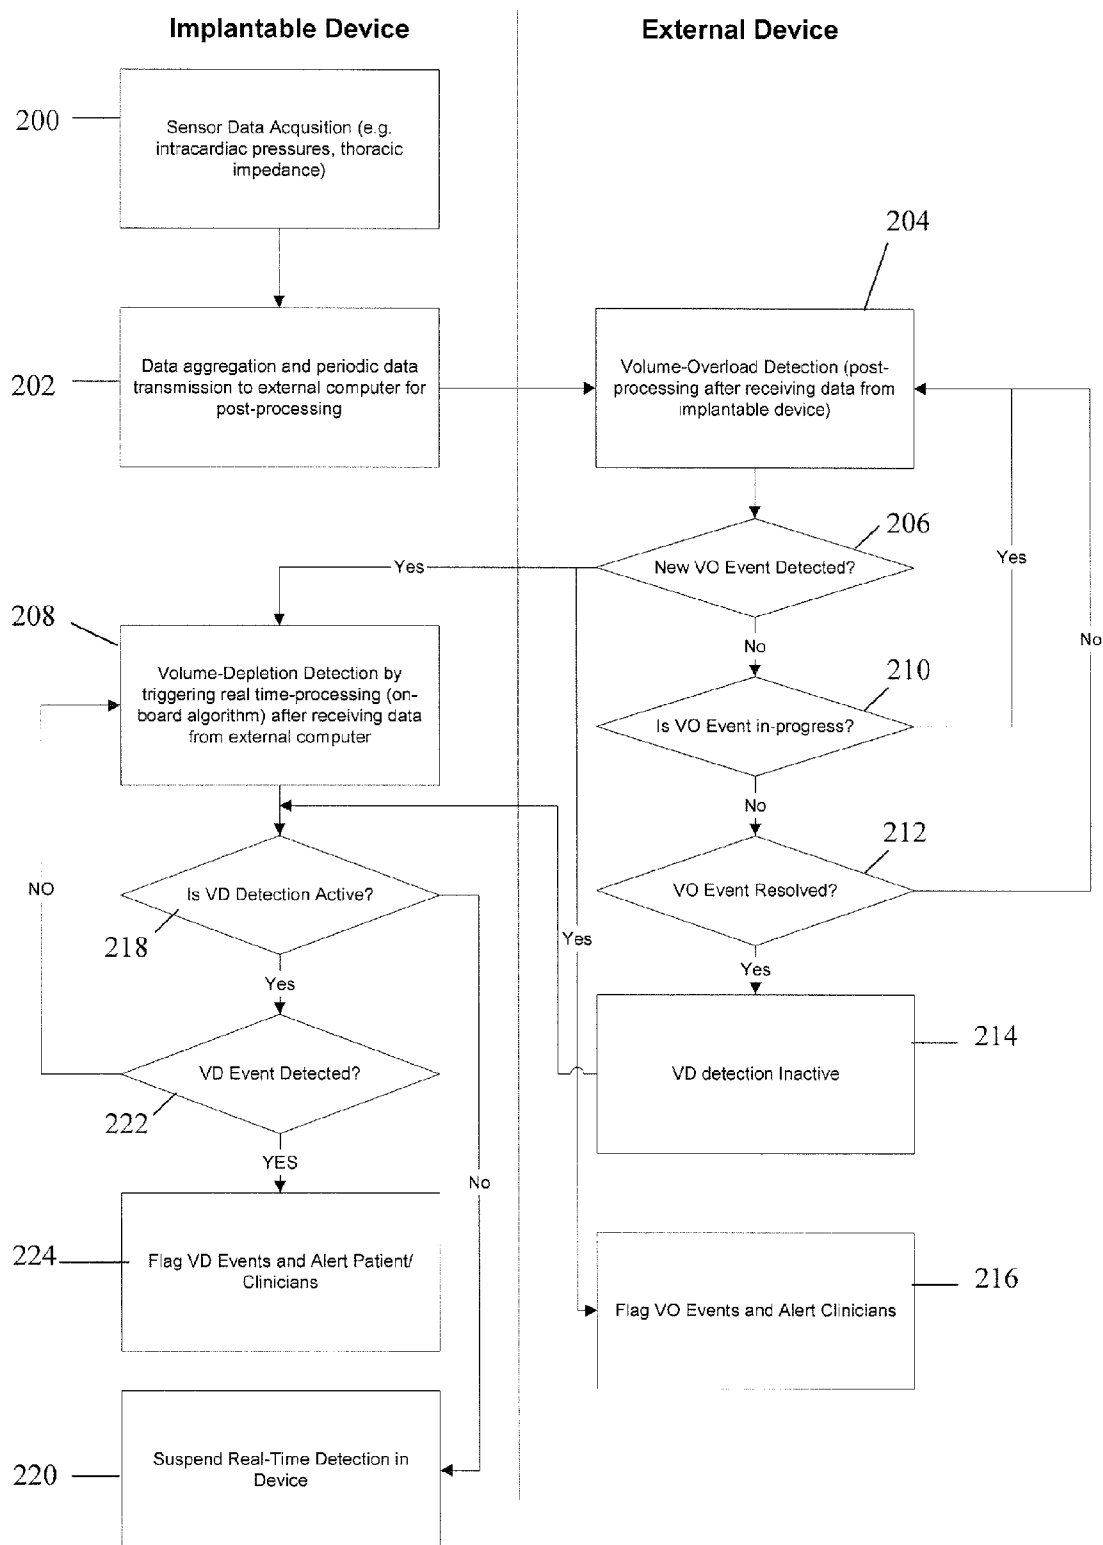 Implantable Device
External Device
200
Sensor Data Acqusition (e.g.
intracardiac pressures, thoracic
impedance)
204
202
Data aggregation and periodic data
transmission to external computer for
post-processing
Volume-Overload Detection (post-
processing after receiving data from
implantable device)
206
New VO Event Detected?
Yes
Yes
No
No
208
Volume-Depletion Detection by
triggering real time-processing (on-
board algorithm) after receiving data
from external computer
210
Is VO Event in-progress?
No
212
VO Event Resolved?
NO
Is VD Detection Active?
218
Yes
Yes
Yes
VD Event Detected?
222
214
VD detection Inactive
YES
No
224
Flag VD Events and Alert Patient/
Clinicians
216
Flag VO Events and Alert Clinicians
220
Suspend Real-Time Detection in
Device